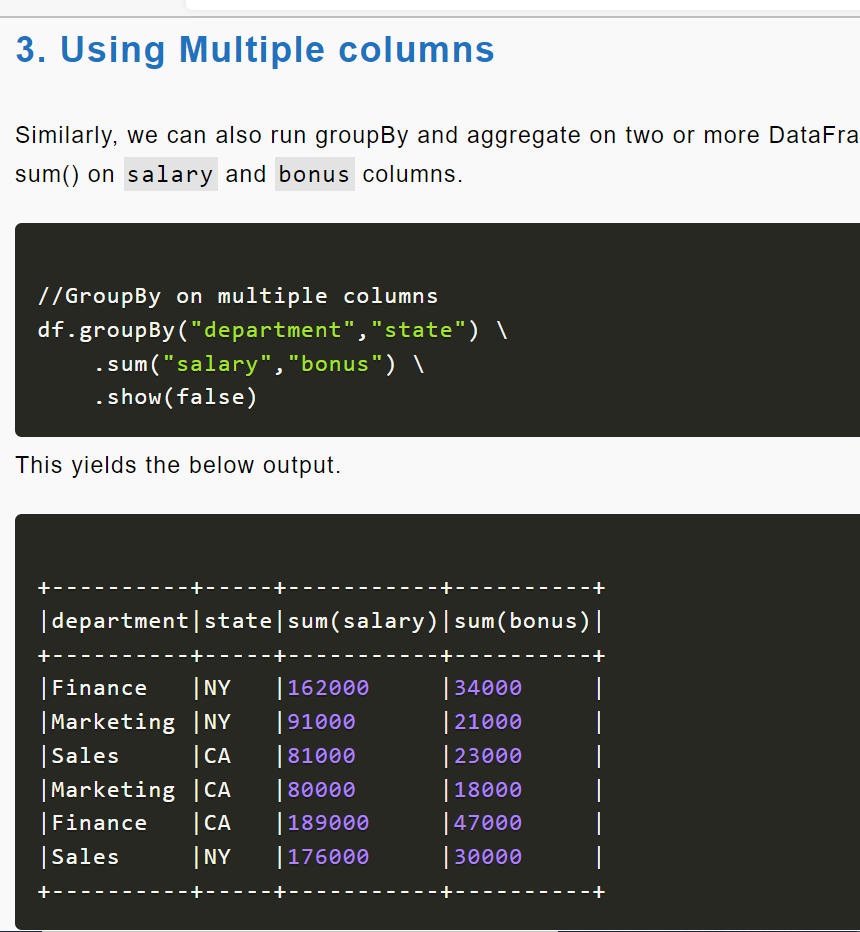 3. Using Multiple columns
Similarly, we can also run groupBy and aggregate on two or more DataFra
sum() on salary and bonus columns.
//GroupBy on multiple columns
df.groupBy("department","state") \
    .sum("salary","bonus") \
    .show(false)
This yields the below output.
+----------+-----+-----------+----------+
|department|state|sum(salary)|sum(bonus)|
+----------+-----+-----------+----------+
|Finance   |NY   |162000     |34000     |
|Marketing |NY   |91000      |21000     |
|Sales     |CA   |81000      |23000     |
|Marketing |CA   |80000      |18000     |
|Finance   |CA   |189000     |47000     |
|Sales     |NY   |176000     |30000     |
+----------+-----+-----------+----------+